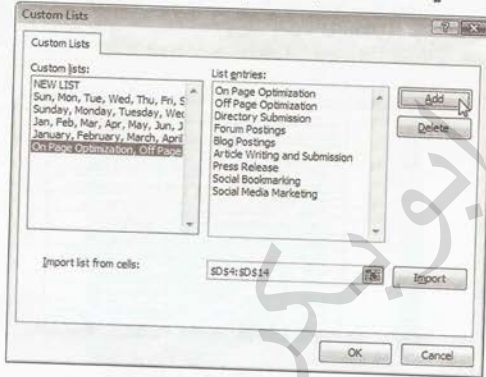 Custom Lists
Custom Lists
Custom lists:
NEW LIST
Sun, Mon, Tue, Wed, Thu, Fri, S
Sunday, Monday, Tuesday, Wed
Jan, Feb, Mar, Apr, May, Jun, J
January, February, March, April
On Page Optimization, Off Page
List entries:
On Page Optimization
Off Page Optimization
Directory Submission
Forum Postings
Blog Postings
Article Writing and Submission
Press Release
Social Bookmarking
Social Media Marketing
Add
Delete
Import list from cells:
$D$4:$D$14
Import
OK
Cancel